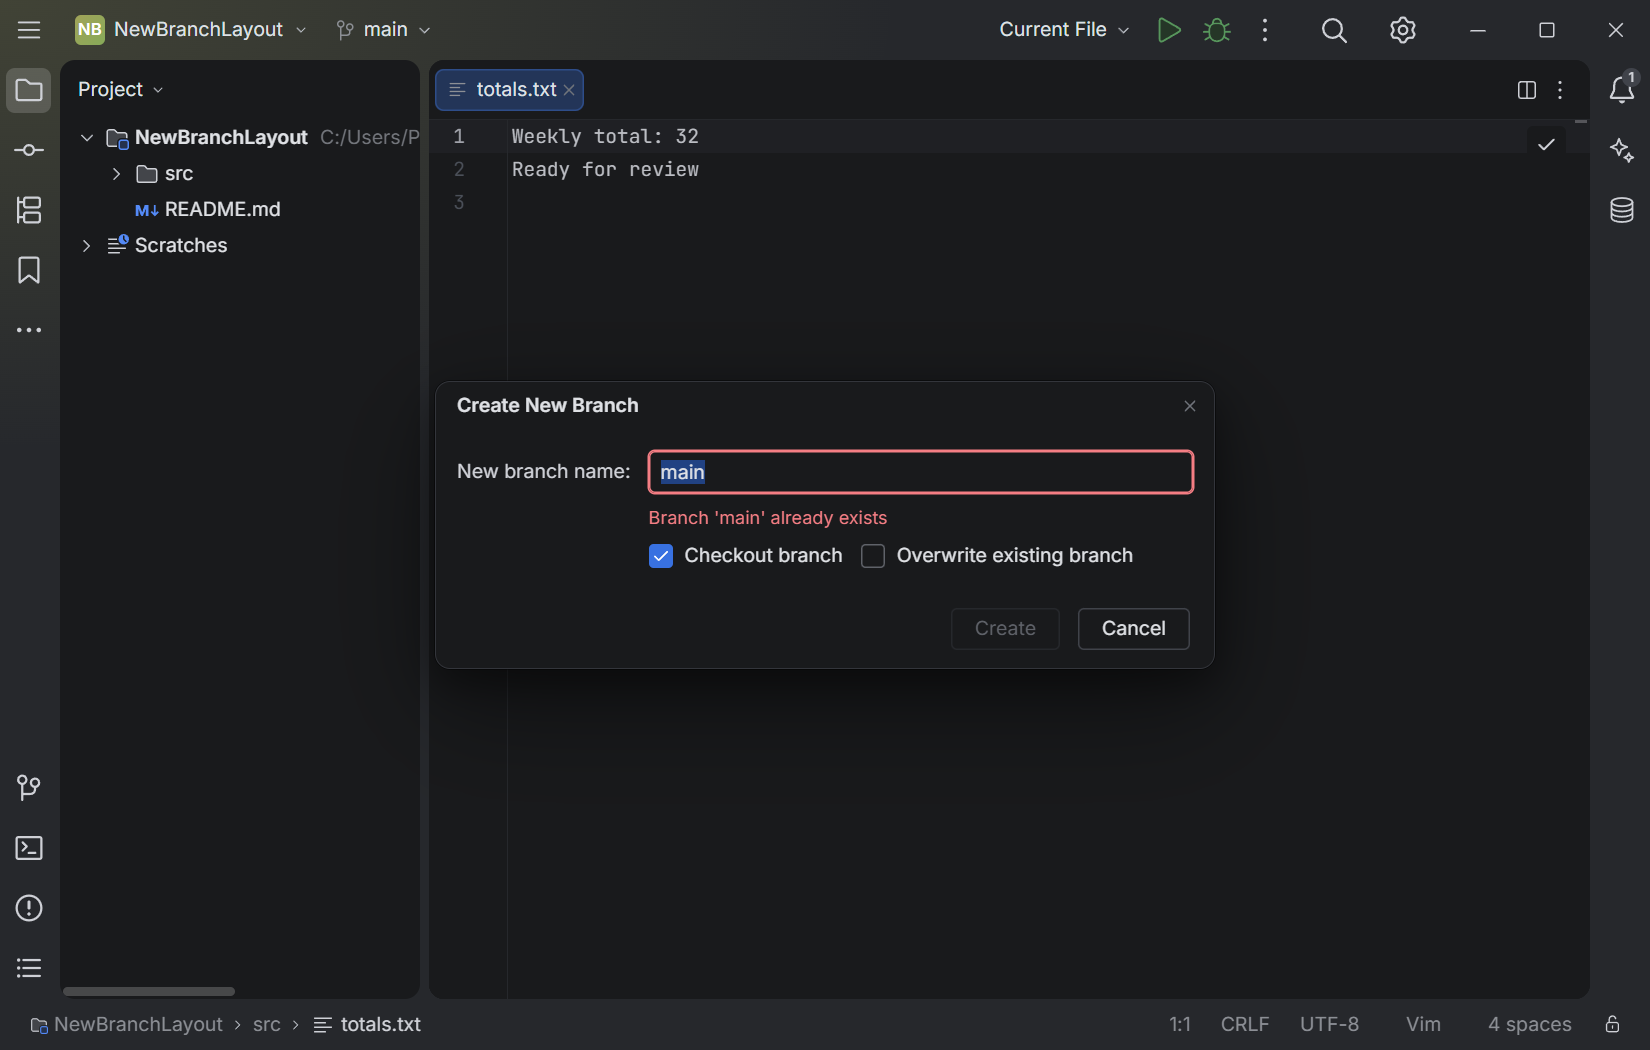 NB NewBranchLayout main Current File
Project
totals.txt
1
NewBranchLayout C:/Users/P
src
M↓ README.md
Scratches
1 Weekly total: 32
2 Ready for review
3
Create New Branch
New branch name: main
Branch 'main' already exists
Checkout branch Overwrite existing branch
Create Cancel
NewBranchLayout › src › totals.txt 1:1 CRLF UTF-8 Vim 4 spaces